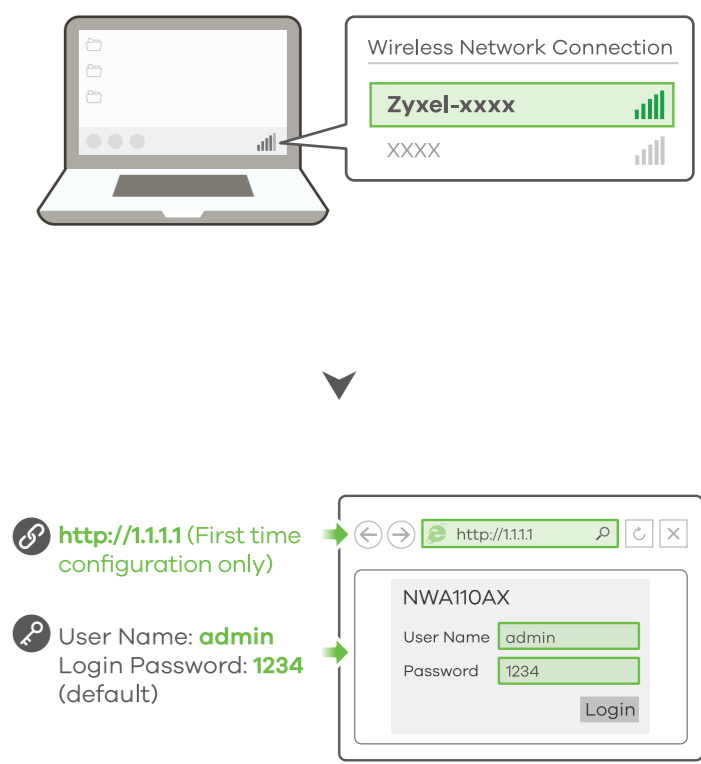 Wireless Network Connection
Zyxel-xxxx
XXXX
http://1.1.1.1 (First time
configuration only)
User Name: admin
Login Password: 1234
(default)
http://1.1.1.1
NWA110AX
User Name admin
Password 1234
Login